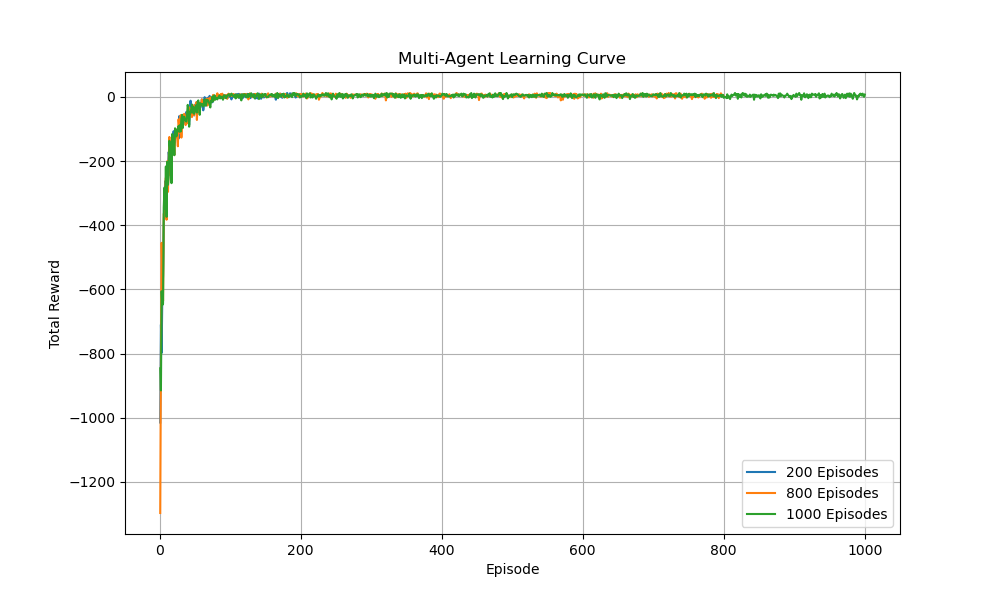 Multi-Agent Learning Curve
Total Reward
0
−200
−400
−600
−800
−1000
−1200
0 200 400 600 800 1000
Episode
200 Episodes
800 Episodes
1000 Episodes